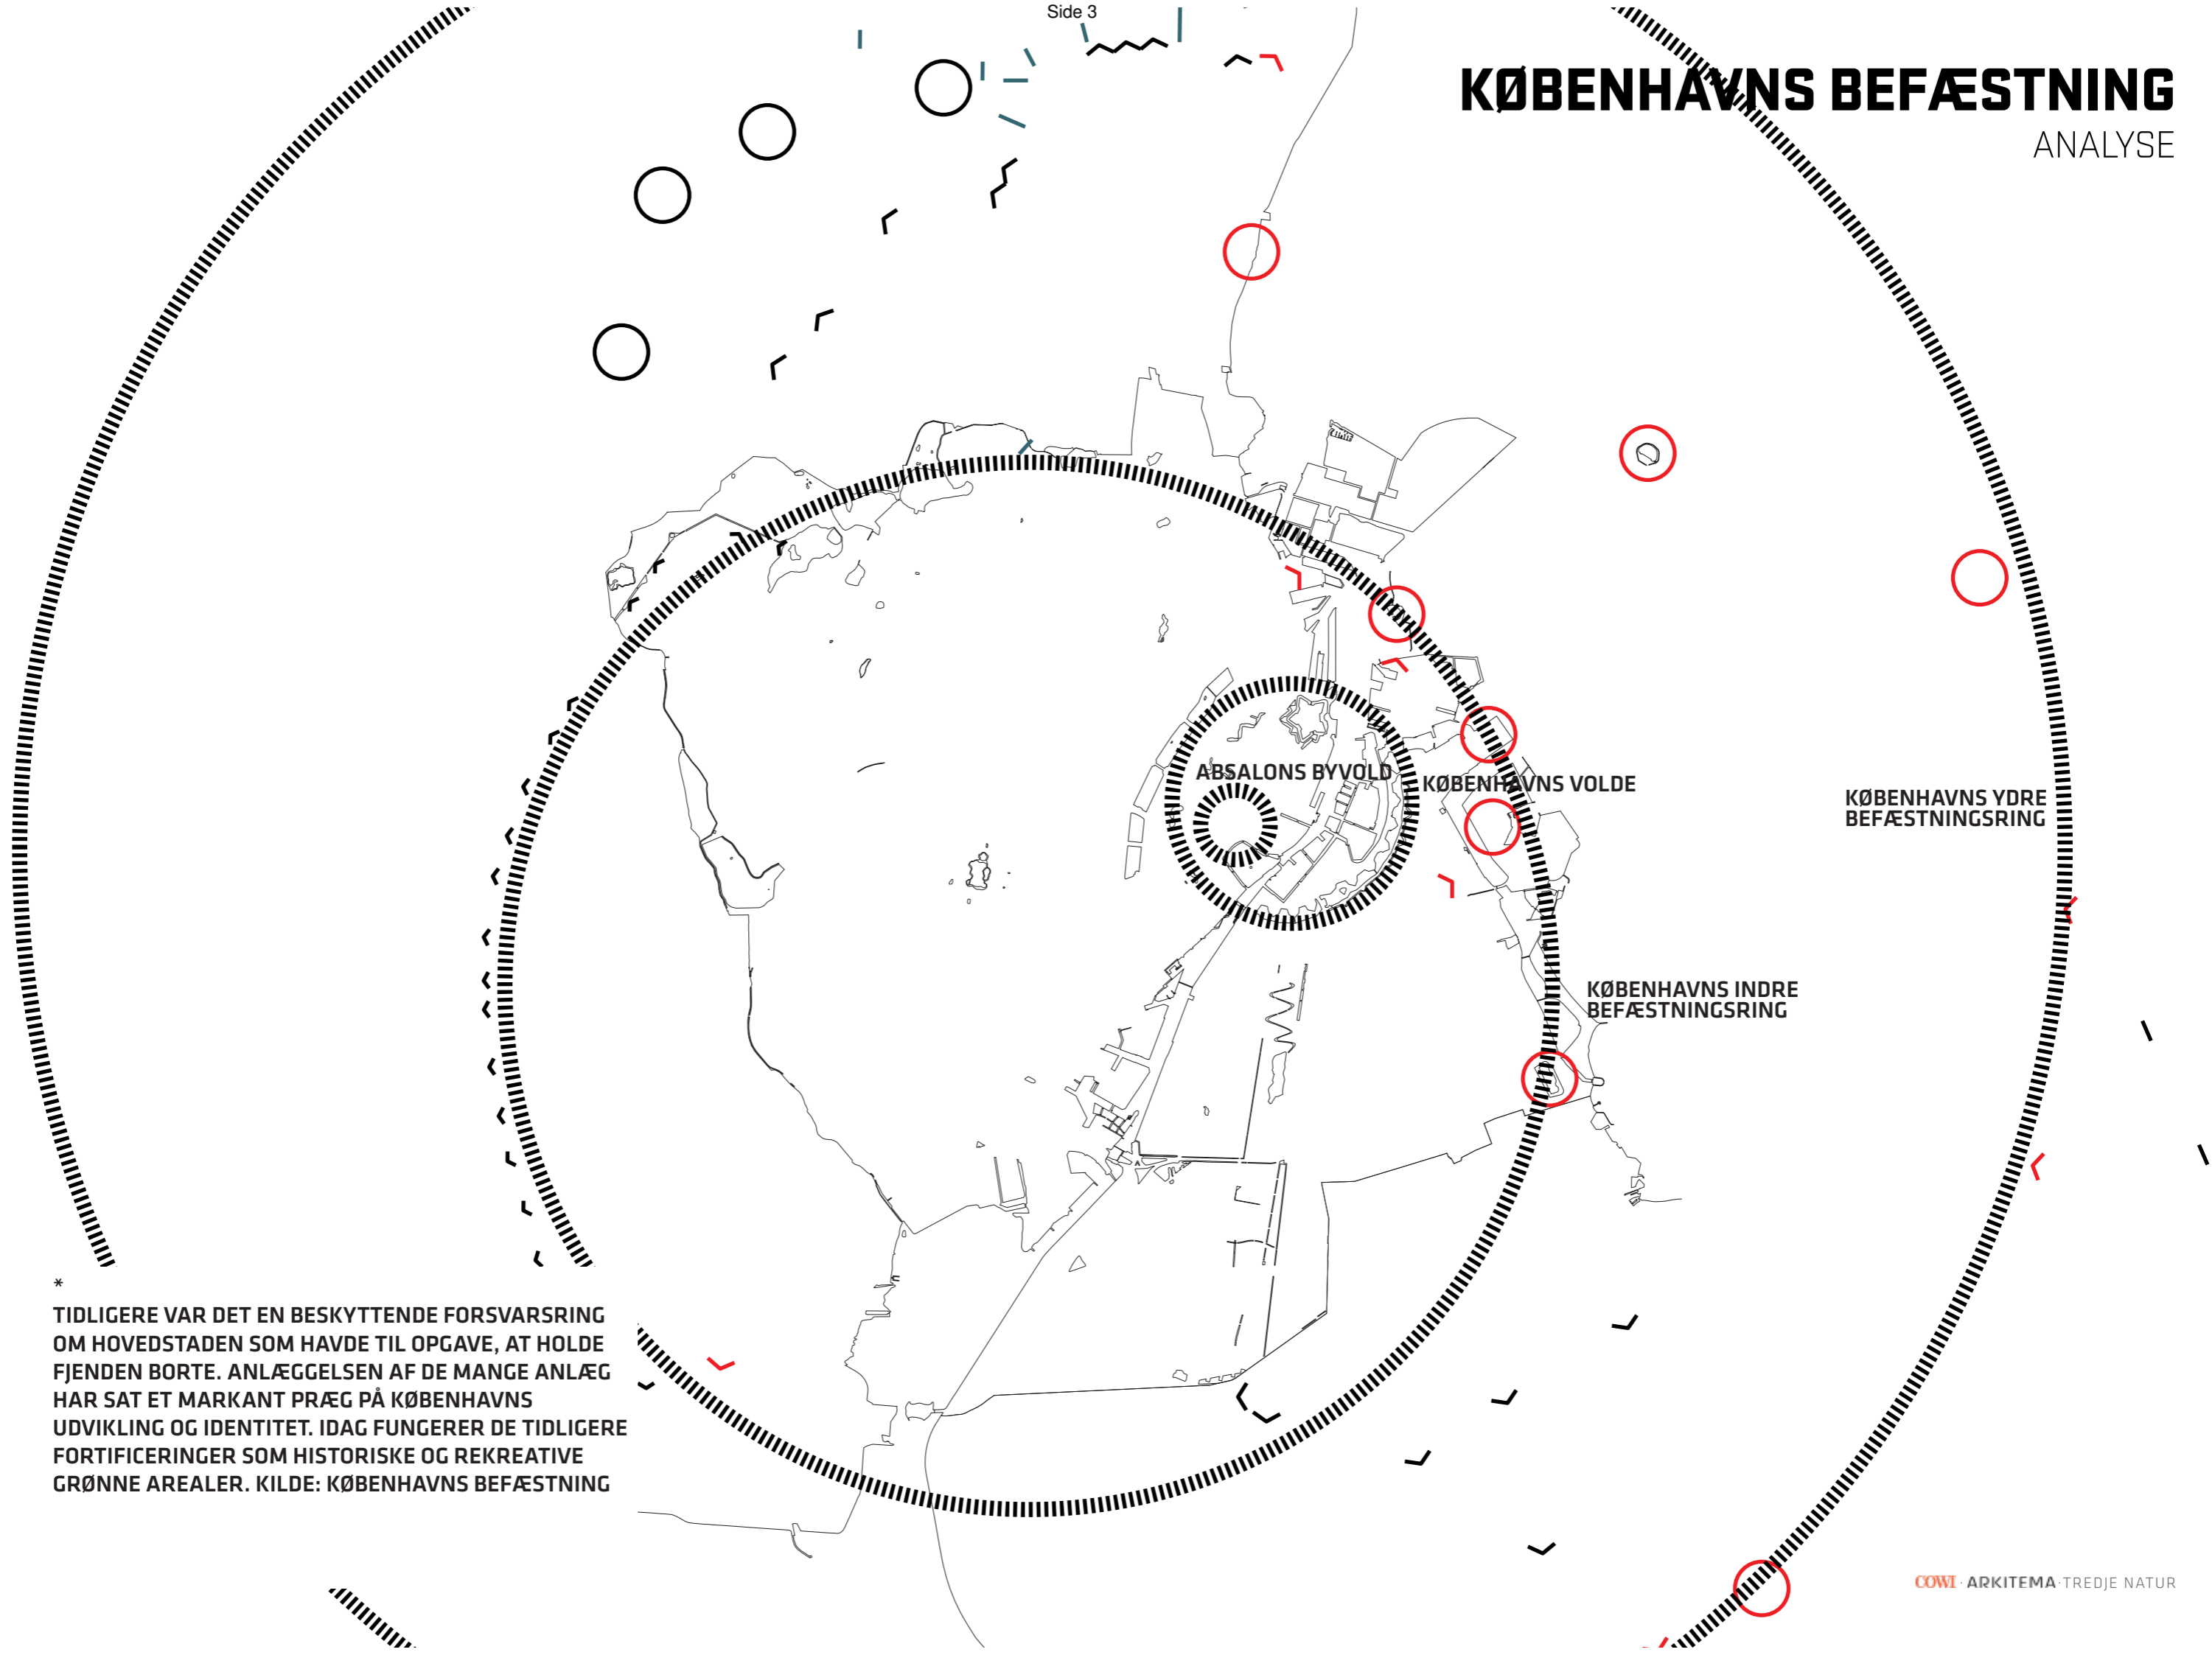 Side 3
KØBENHAVNS BEFÆSTNING
ANALYSE
ABSALONS BYVOLD
KØBENHAVNS VOLDE
KØBENHAVNS YDRE
BEFÆSTNINGSRING
KØBENHAVNS INDRE
BEFÆSTNINGSRING
*
TIDLIGERE VAR DET EN BESKYTTENDE FORSVARSRING
OM HOVEDSTADEN SOM HAVDE TIL OPGAVE, AT HOLDE
FJENDEN BORTE. ANLÆGGELSEN AF DE MANGE ANLÆG
HAR SAT ET MARKANT PRÆG PÅ KØBENHAVNS
UDVIKLING OG IDENTITET. IDAG FUNGERER DE TIDLIGERE
FORTIFICERINGER SOM HISTORISKE OG REKREATIVE
GRØNNE AREALER. KILDE: KØBENHAVNS BEFÆSTNING
COWI · ARKITEMA · TREDJE NATUR